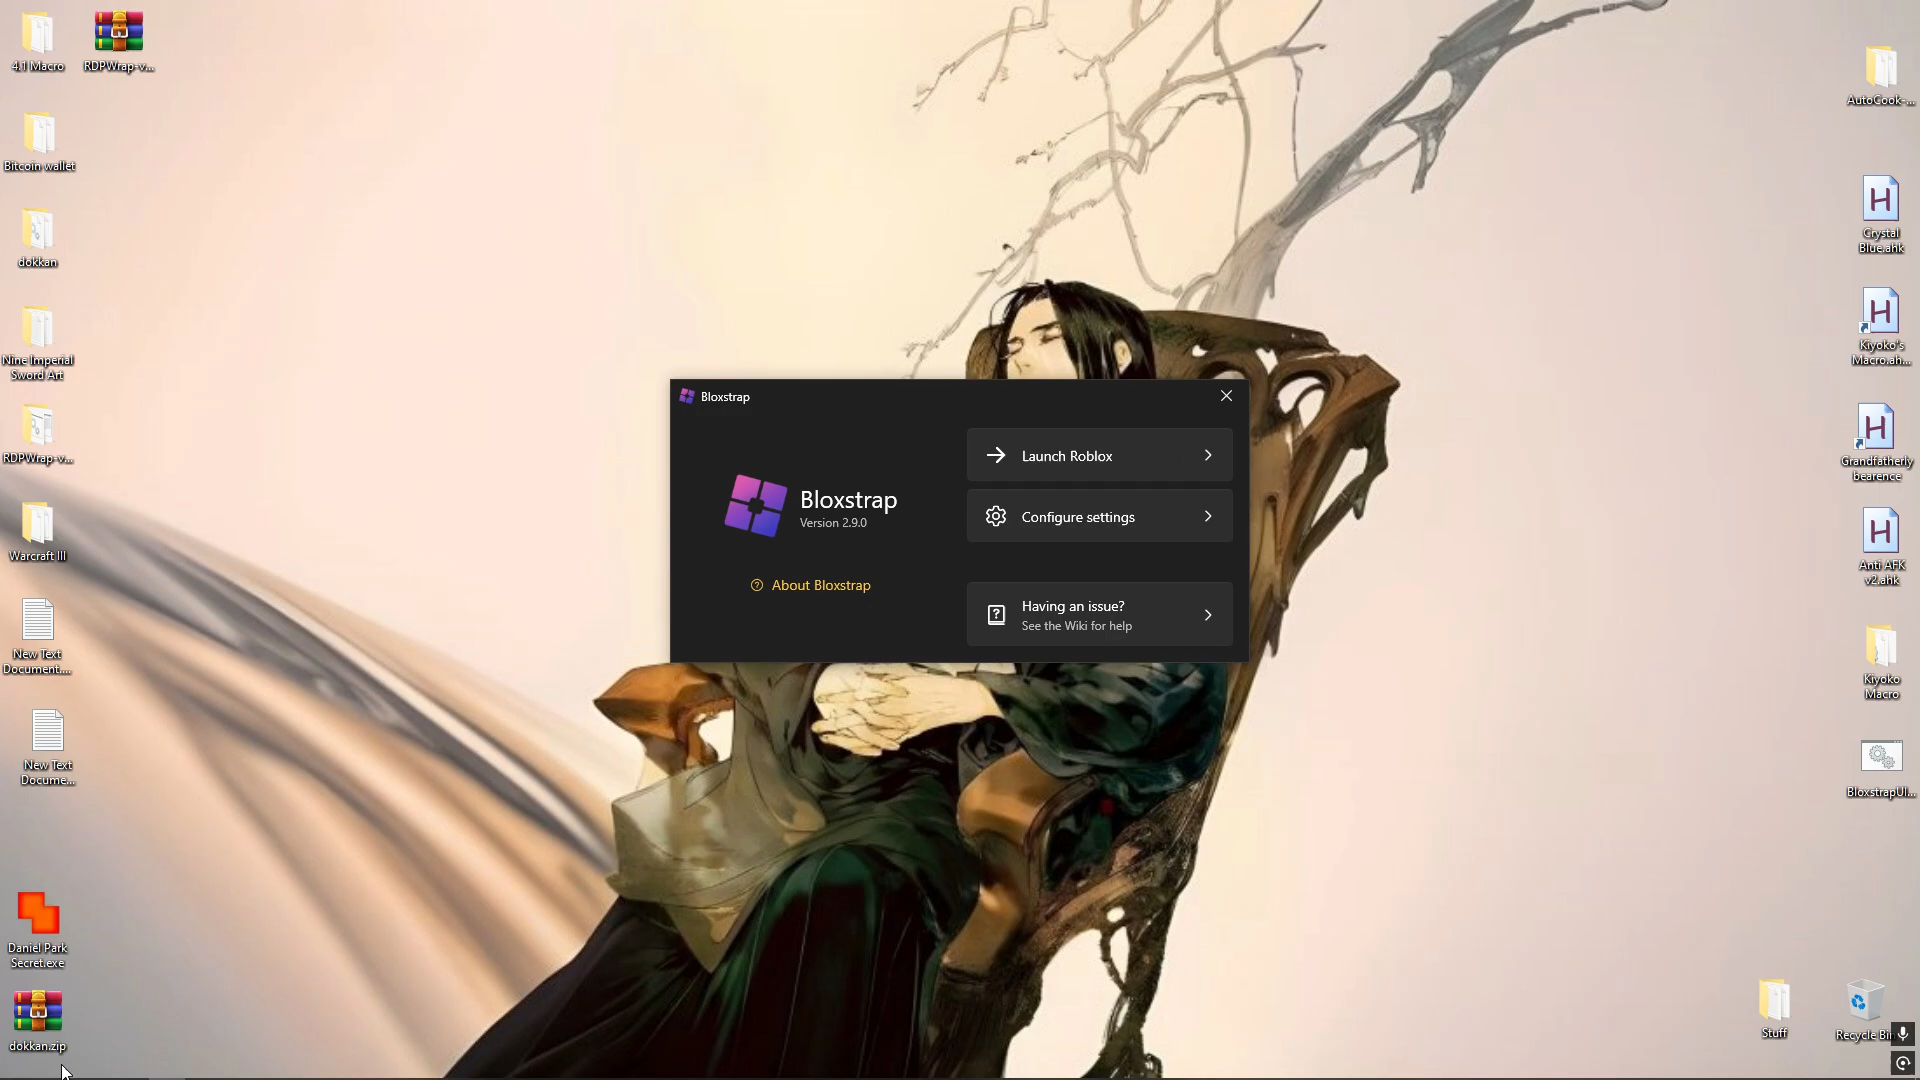 4.1 Macro
RDPWrap-v...
Bitcoin wallet
dokkan
Nine Imperial
Sword Art
RDPWrap-v...
Warcraft III
New Text
Document....
New Text
Docume...
Daniel Park
Secret.exe
dokkan.zip
Bloxstrap
Bloxstrap
Version 2.9.0
About Bloxstrap
Launch Roblox
Configure settings
Having an issue?
See the Wiki for help
AutoCook-...
Crystal
Blue.ahk
Kiyoko's
Macro.ah...
Grandfatherly
bearence
Anti AFK
v2.ahk
Kiyoko
Macro
BloxstrapUI...
Stuff
Recycle Bin